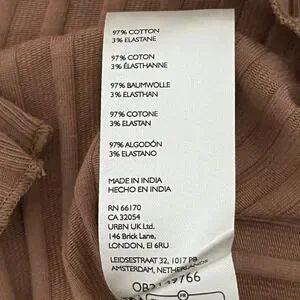 97% COTTON
3% ELASTANE
97% COTON
3% ÉLASTHANNE
97% BAUMWOLLE
3% ELASTHAN
97% COTONE
3% ELASTAN
97% ALGODÓN
3% ELASTANO
MADE IN INDIA
HECHO EN INDIA
RN 66170
CA 32054
URBN UK Ltd.
146 Brick Lane,
LONDON, E1 6RU
LEIDSESTRAAT 32, 1017 PB
AMSTERDAM, NETHERLANDS
FR